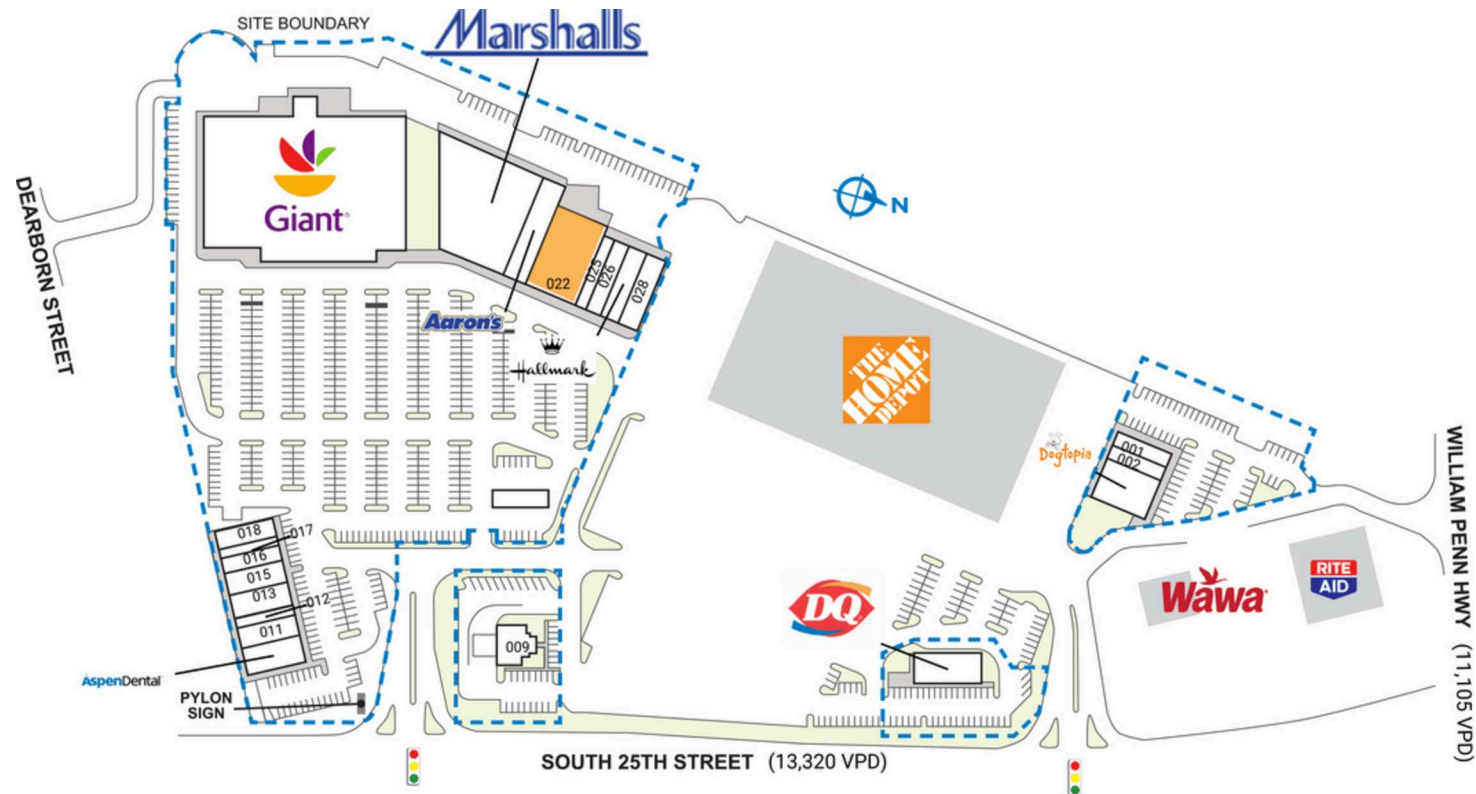 SITE BOUNDARY
Marshalls
DEARBORN STREET
Giant
N
022
025
026
028
Aaron's
Hallmark
THE
HOME
DEPOT
Dogtopia
001
002
WILLIAM PENN HWY (11,105 VPD)
018
017
016
015
013
012
011
009
DQ
Wawa
RITE
AID
AspenDental
PYLON
SIGN
SOUTH 25TH STREET (13,320 VPD)